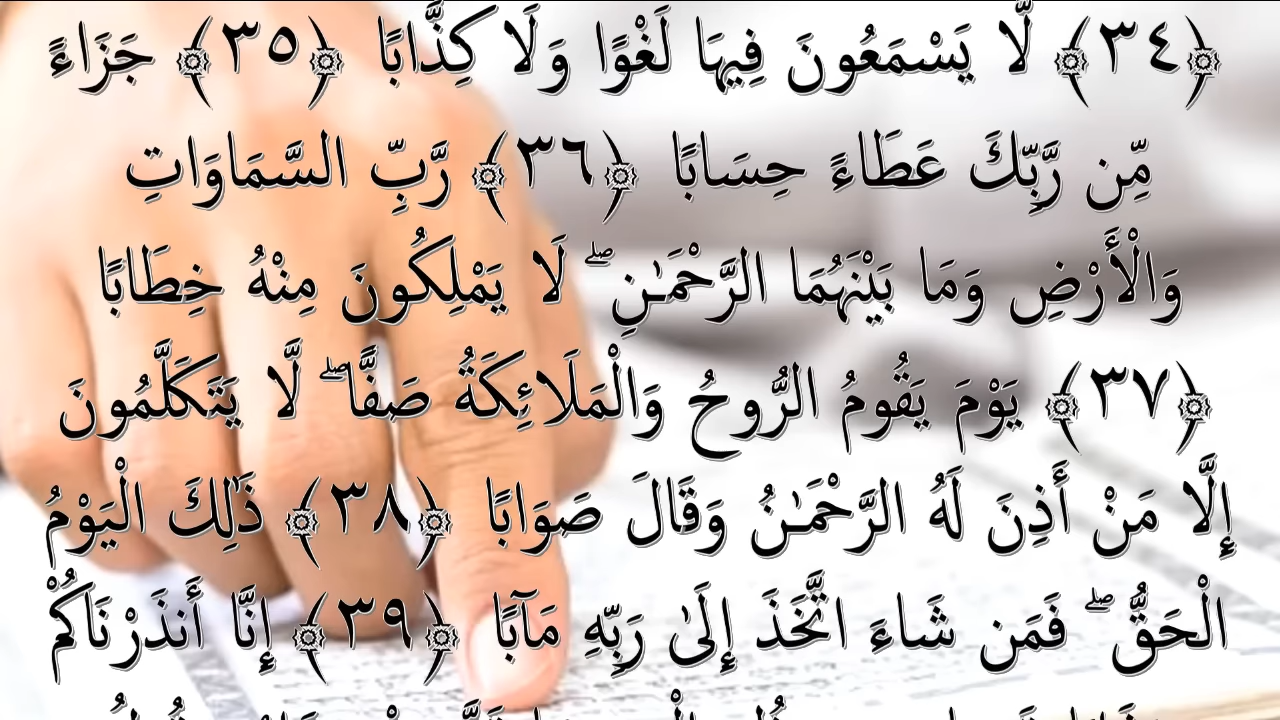 ﴿٣٤﴾ لَّا يَسْمَعُونَ فِيهَا لَغْوًا وَلَا كِذَّابًا ﴿٣٥﴾ جَزَاءً
مِّن رَّبِّكَ عَطَاءً حِسَابًا ﴿٣٦﴾ رَّبِّ السَّمَاوَاتِ
وَالْأَرْضِ وَمَا بَيْنَهُمَا الرَّحْمَـٰنِ ۖ لَا يَمْلِكُونَ مِنْهُ خِطَابًا
﴿٣٧﴾ يَوْمَ يَقُومُ الرُّوحُ وَالْمَلَائِكَةُ صَفًّا ۖ لَّا يَتَكَلَّمُونَ
إِلَّا مَنْ أَذِنَ لَهُ الرَّحْمَـٰنُ وَقَالَ صَوَابًا ﴿٣٨﴾ ذَٰلِكَ الْيَوْمُ
الْحَقُّ ۖ فَمَن شَاءَ اتَّخَذَ إِلَىٰ رَبِّهِ مَآبًا ﴿٣٩﴾ إِنَّا أَنذَرْنَاكُمْ